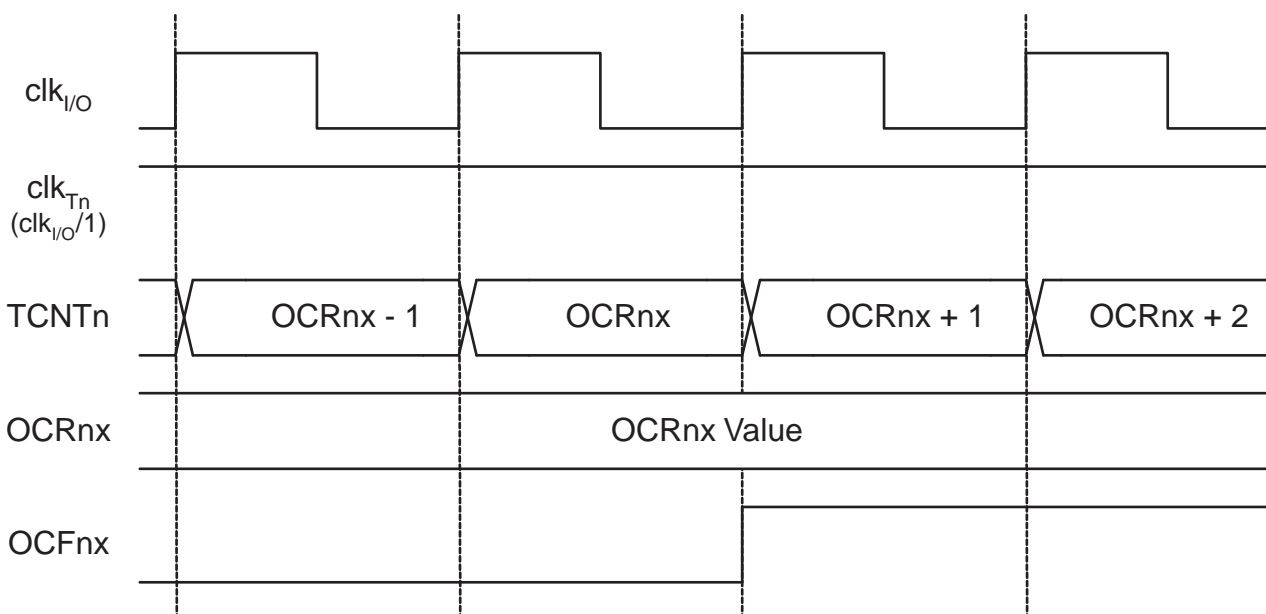 clkI/O
clkTn
(clkI/O/1)
TCNTn
OCRnx - 1
OCRnx
OCRnx + 1
OCRnx + 2
OCRnx
OCRnx Value
OCFnx